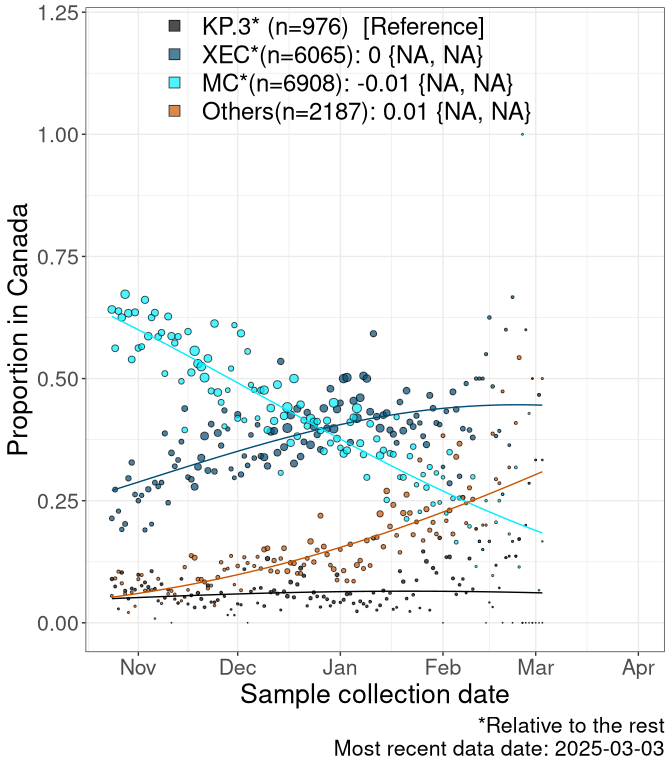 KP.3* (n=976)  [Reference]
XEC*(n=6065): 0 {NA, NA}
MC*(n=6908): -0.01 {NA, NA}
Others(n=2187): 0.01 {NA, NA}
1.25
1.00
0.75
0.50
0.25
0.00
Proportion in Canada
Nov Dec Jan Feb Mar Apr
Sample collection date
*Relative to the rest
Most recent data date: 2025-03-03